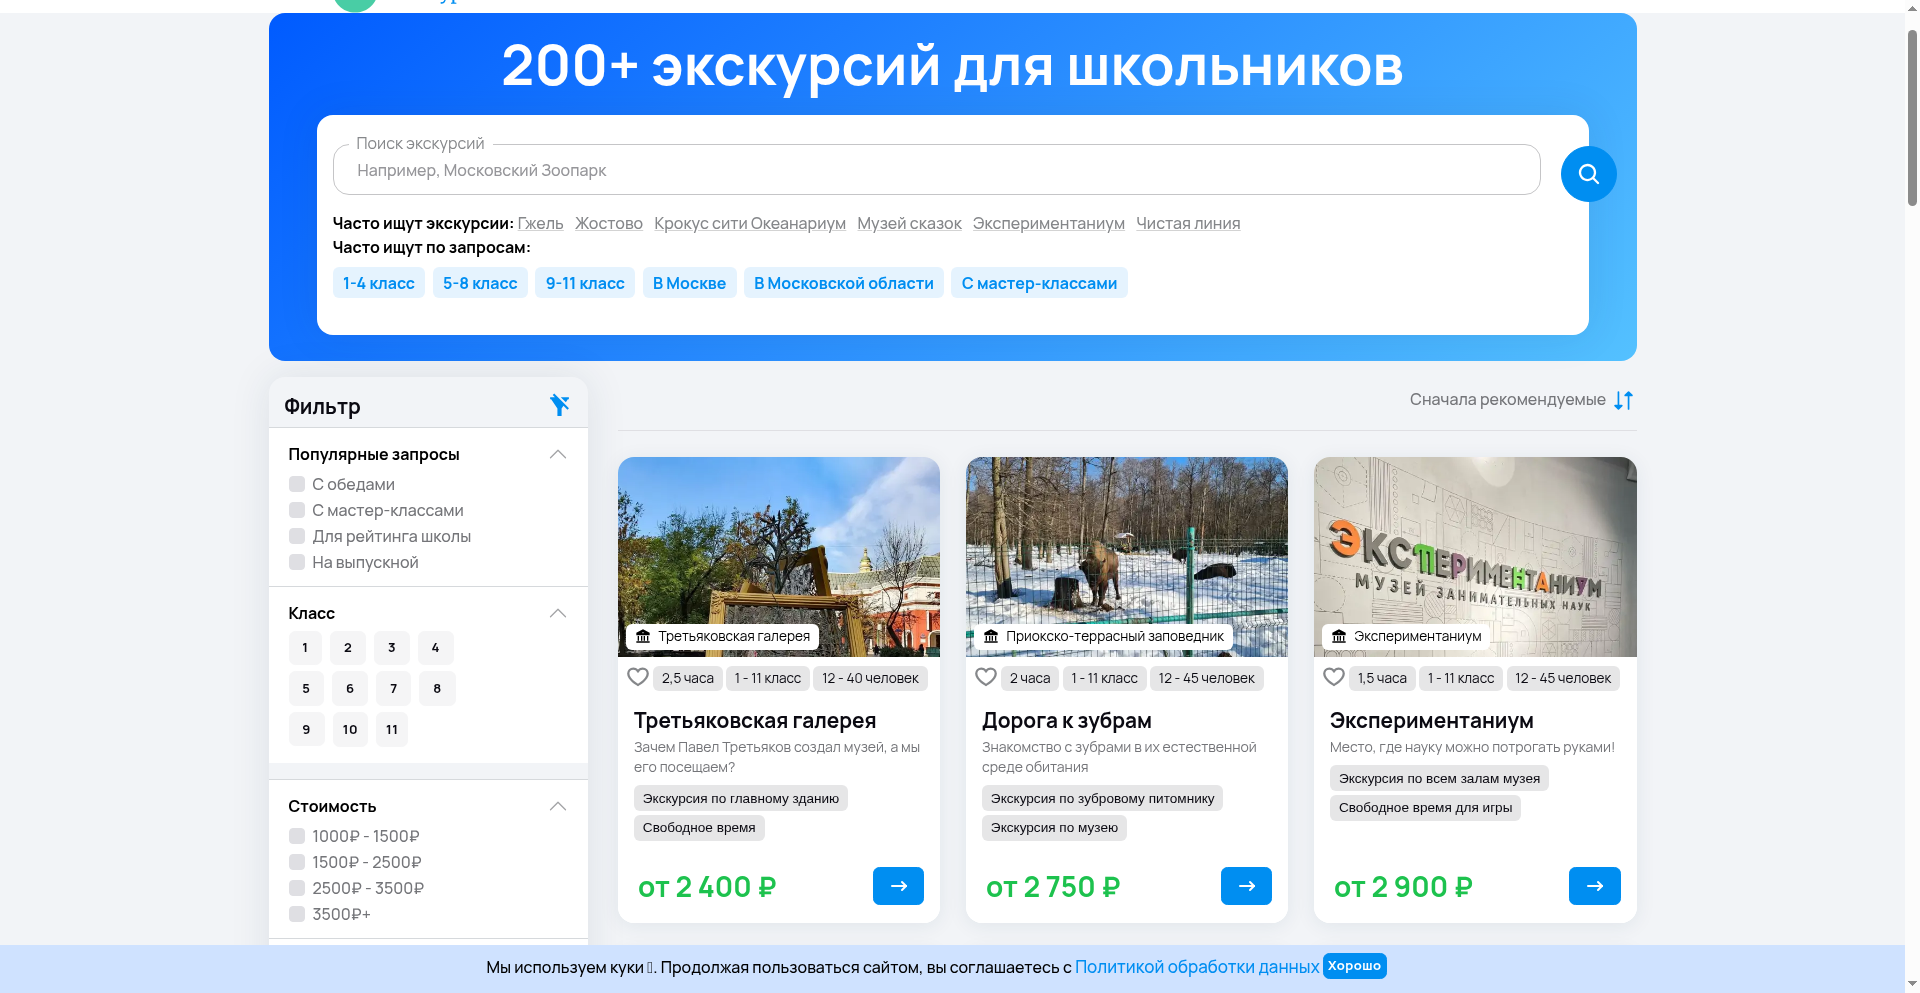 200+ экскурсий для школьников
Поиск экскурсий
Например, Московский Зоопарк
Часто ищут экскурсии: Гжель Жостово Крокус сити Океанариум Музей сказок Экспериментаниум Чистая линия
Часто ищут по запросам:
1-4 класс 5-8 класс 9-11 класс В Москве В Московской области С мастер-классами
Фильтр
Сначала рекомендуемые
Популярные запросы
С обедами
С мастер-классами
Для рейтинга школы
На выпускной
Класс
1 2 3 4
5 6 7 8
9 10 11
Стоимость
1000₽ - 1500₽
1500₽ - 2500₽
2500₽ - 3500₽
3500₽+
Третьяковская галерея
2,5 часа 1 - 11 класс 12 - 40 человек
Третьяковская галерея
Зачем Павел Третьяков создал музей, а мы
его посещаем?
Экскурсия по главному зданию
Свободное время
от 2 400 ₽
Приокско-террасный заповедник
2 часа 1 - 11 класс 12 - 45 человек
Дорога к зубрам
Знакомство с зубрами в их естественной
среде обитания
Экскурсия по зубровому питомнику
Экскурсия по музею
от 2 750 ₽
ЭКСПЕРИМЕНТАНИУМ
МУЗЕЙ ЗАНИМАТЕЛЬНЫХ НАУК
Экспериментаниум
1,5 часа 1 - 11 класс 12 - 45 человек
Экспериментаниум
Место, где науку можно потрогать руками!
Экскурсия по всем залам музея
Свободное время для игры
от 2 900 ₽
Мы используем куки . Продолжая пользоваться сайтом, вы соглашаетесь с Политикой обработки данных Хорошо